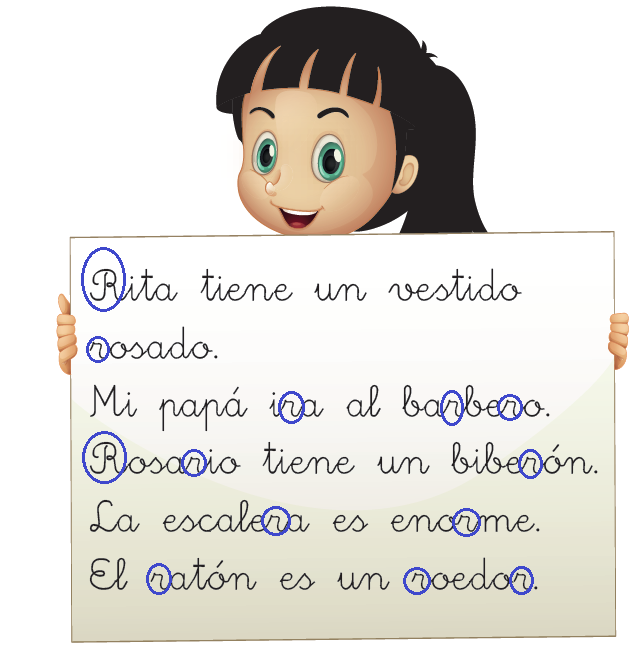 Rita tiene un vestido
rosado.
Mi papá ira al barbero.
Rosario tiene un biberón.
La escalera es enorme.
El ratón es un roedor.